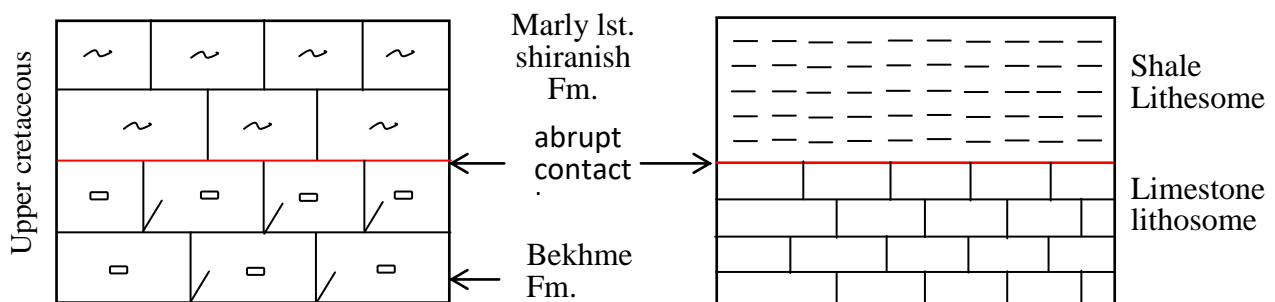 Upper cretaceous
Marly lst.
shiranish
Fm.
abrupt
contact
.
Bekhme
Fm.
Shale
Lithesome
Limestone
lithosome